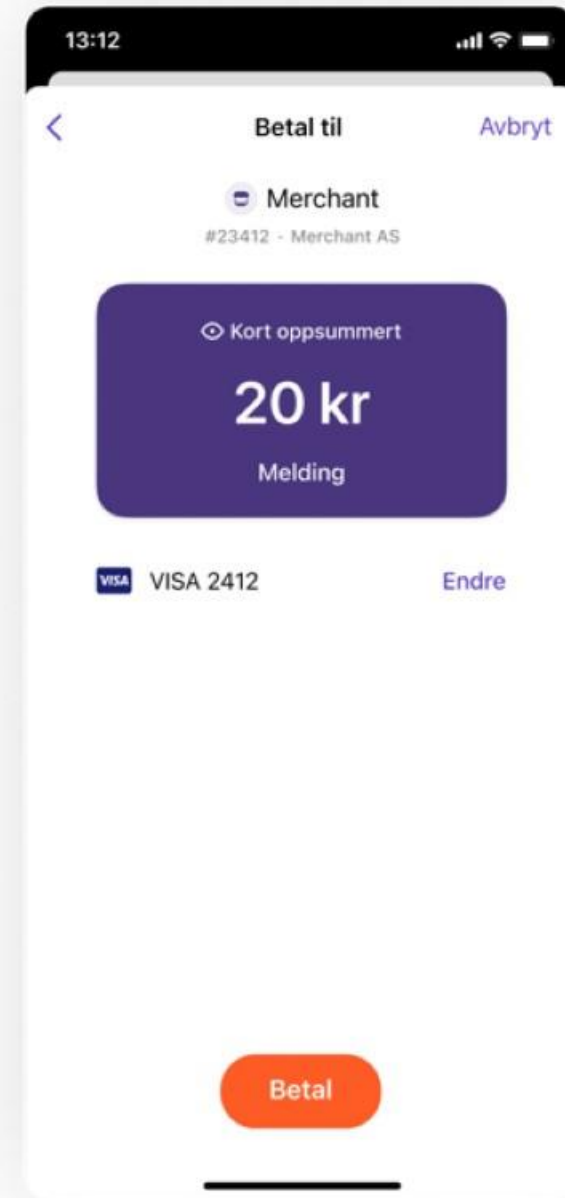 13:12
Betal til Avbryt
Merchant
#23412 - Merchant AS
Kort oppsummert
20 kr
Melding
VISA VISA 2412 Endre
Betal